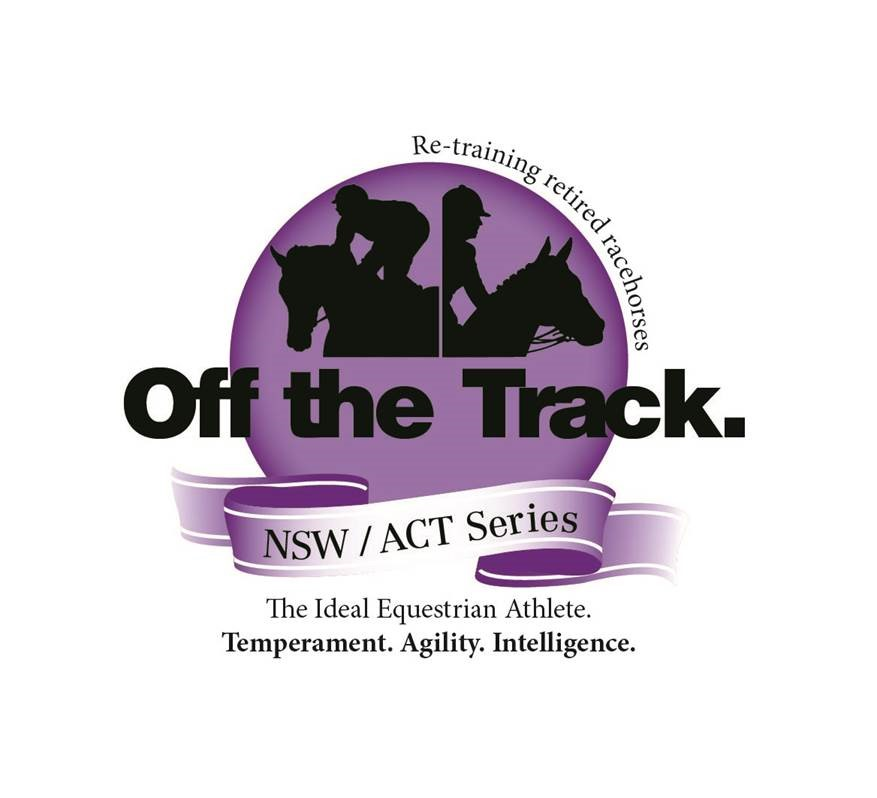 Re-training retired racehorses
Off the Track.
NSW / ACT Series
The Ideal Equestrian Athlete.
Temperament. Agility. Intelligence.